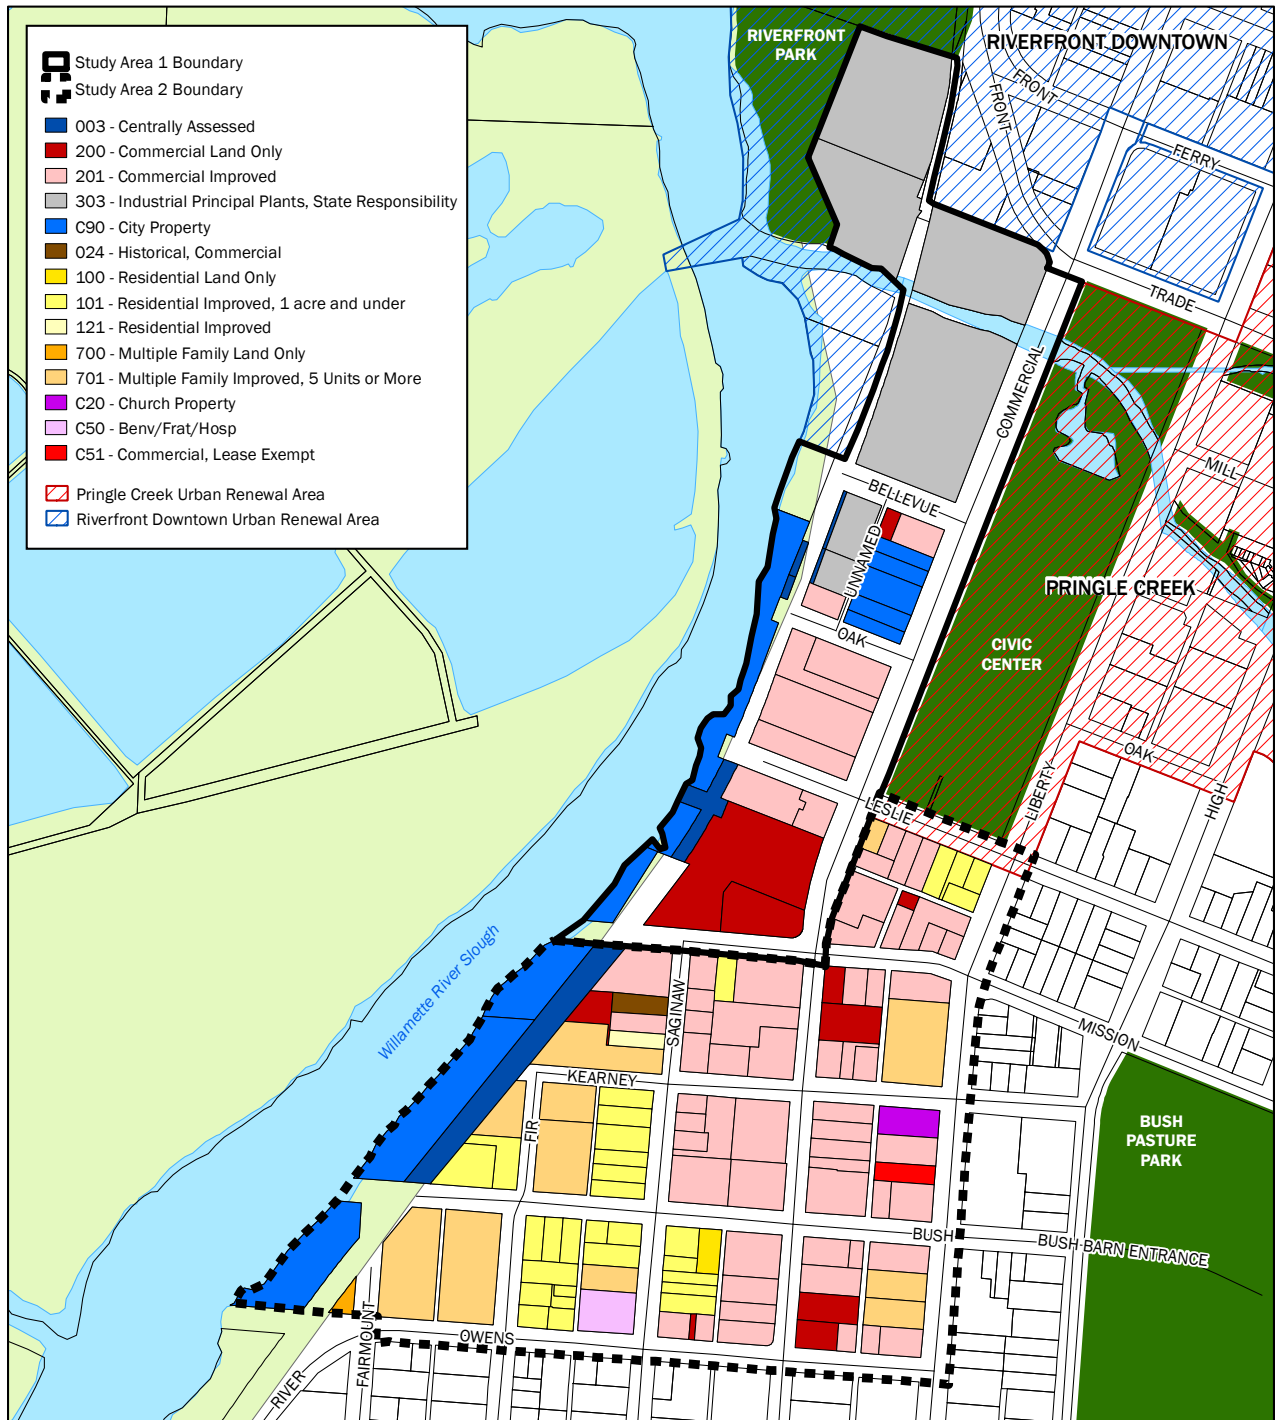 Study Area 1 Boundary
Study Area 2 Boundary
003 - Centrally Assessed
200 - Commercial Land Only
201 - Commercial Improved
303 - Industrial Principal Plants, State Responsibility
C90 - City Property
024 - Historical, Commercial
100 - Residential Land Only
101 - Residential Improved, 1 acre and under
121 - Residential Improved
700 - Multiple Family Land Only
701 - Multiple Family Improved, 5 Units or More
C20 - Church Property
C50 - Benv/Frat/Hosp
C51 - Commercial, Lease Exempt
Pringle Creek Urban Renewal Area
Riverfront Downtown Urban Renewal Area
RIVERFRONT
PARK
RIVERFRONT DOWNTOWN
FRONT
FRONT
FERRY
TRADE
COMMERCIAL
MILL
BELLEVUE
UNNAMED
PRINGLE CREEK
OAK
CIVIC
CENTER
OAK
LIBERTY
HIGH
LESLIE
Willamette River Slough
SAGINAW
MISSION
KEARNEY
FIR
BUSH
PASTURE
PARK
BUSH
BUSH BARN ENTRANCE
OWENS
FAIRMOUNT
RIVER